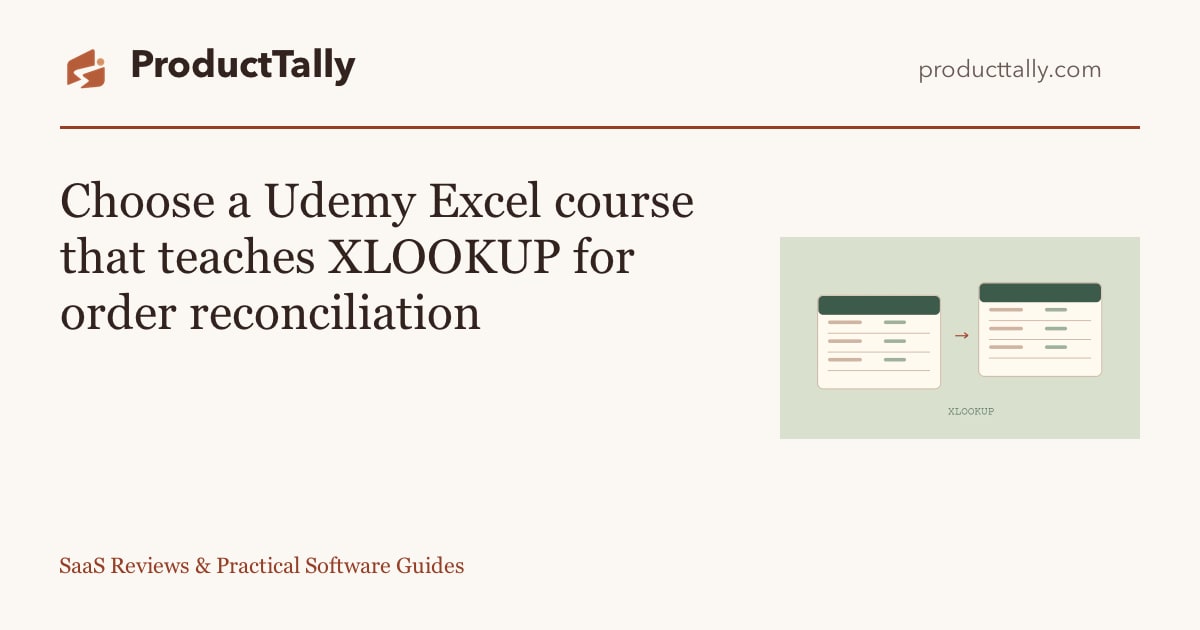 ProductTally
producttally.com
Choose a Udemy Excel course
that teaches XLOOKUP for
order reconciliation
XLOOKUP
SaaS Reviews & Practical Software Guides